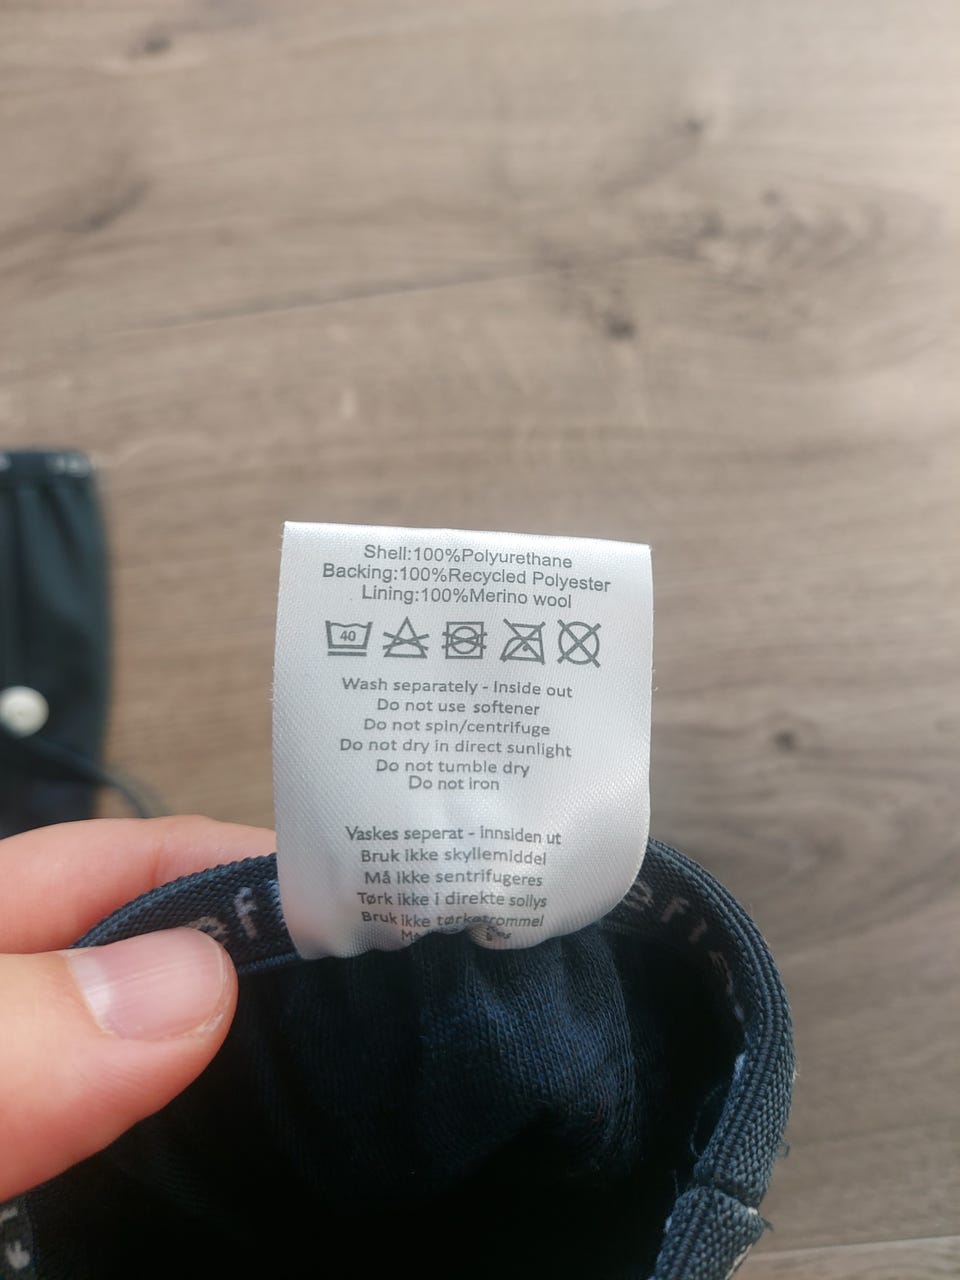 Shell:100%Polyurethane
Backing:100%Recycled Polyester
Lining:100%Merino wool
40
Wash separately - Inside out
Do not use softener
Do not spin/centrifuge
Do not dry in direct sunlight
Do not tumble dry
Do not iron
Vaskes seperat - innsiden ut
Bruk ikke skyllemiddel
Må ikke sentrifugeres
Tørk ikke i direkte sollys
Bruk ikke tørketrommel